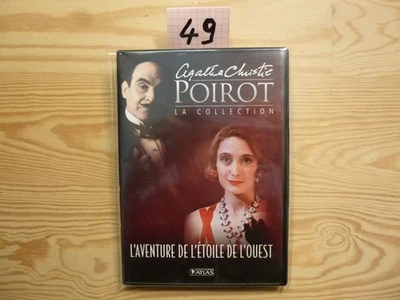 49
Agatha Christie
POIROT
LA COLLECTION
L'AVENTURE DE L'ÉTOILE DE L'OUEST
ATLAS